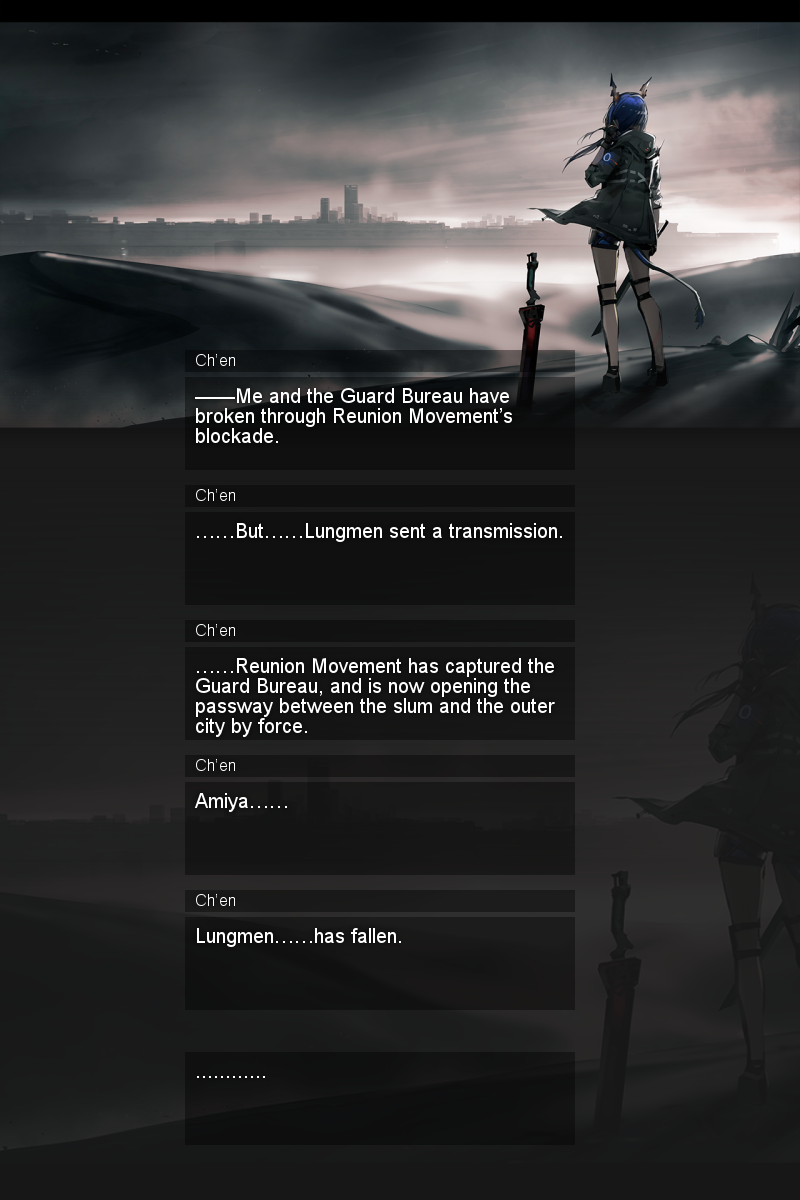 Ch'en
——Me and the Guard Bureau have
broken through Reunion Movement's
blockade.
Ch'en
……But……Lungmen sent a transmission.
Ch'en
……Reunion Movement has captured the
Guard Bureau, and is now opening the
passway between the slum and the outer
city by force.
Ch'en
Amiya……
Ch'en
Lungmen……has fallen.
…………